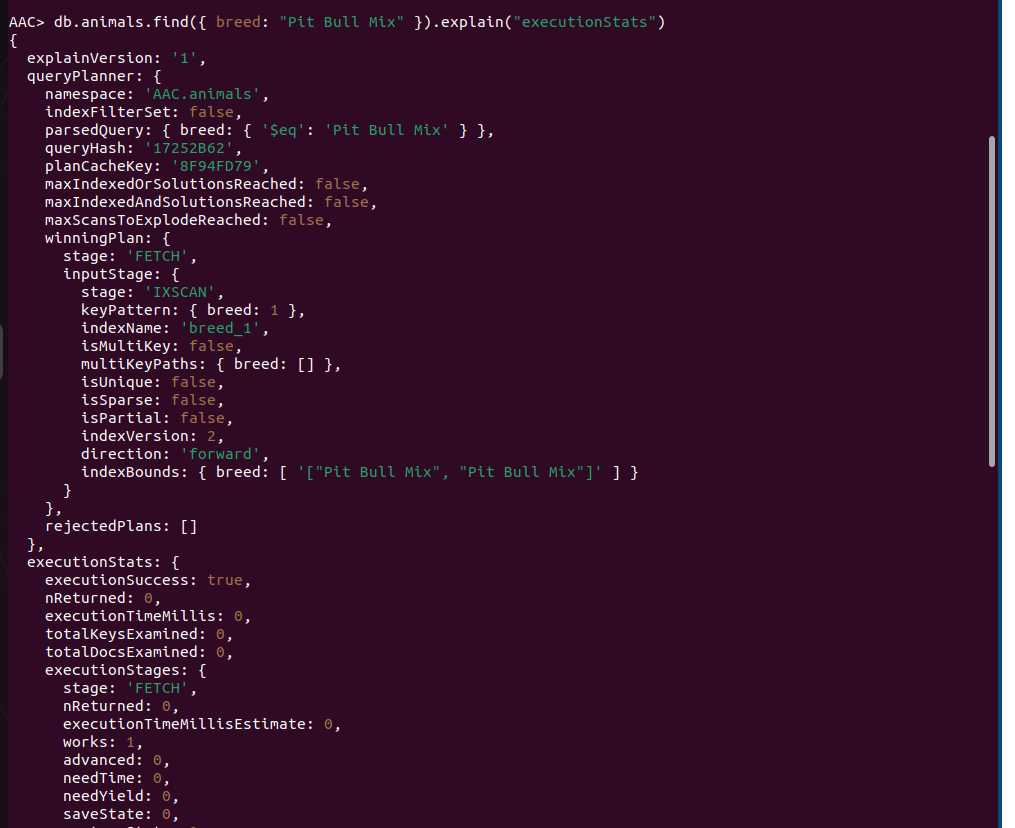 AAC> db.animals.find({ breed: "Pit Bull Mix" }).explain("executionStats")
{
  explainVersion: '1',
  queryPlanner: {
    namespace: 'AAC.animals',
    indexFilterSet: false,
    parsedQuery: { breed: { '$eq': 'Pit Bull Mix' } },
    queryHash: '17252B62',
    planCacheKey: '8F94FD79',
    maxIndexedOrSolutionsReached: false,
    maxIndexedAndSolutionsReached: false,
    maxScansToExplodeReached: false,
    winningPlan: {
      stage: 'FETCH',
      inputStage: {
        stage: 'IXSCAN',
        keyPattern: { breed: 1 },
        indexName: 'breed_1',
        isMultiKey: false,
        multiKeyPaths: { breed: [] },
        isUnique: false,
        isSparse: false,
        isPartial: false,
        indexVersion: 2,
        direction: 'forward',
        indexBounds: { breed: [ '["Pit Bull Mix", "Pit Bull Mix"]' ] }
      }
    },
    rejectedPlans: []
  },
  executionStats: {
    executionSuccess: true,
    nReturned: 0,
    executionTimeMillis: 0,
    totalKeysExamined: 0,
    totalDocsExamined: 0,
    executionStages: {
      stage: 'FETCH',
      nReturned: 0,
      executionTimeMillisEstimate: 0,
      works: 1,
      advanced: 0,
      needTime: 0,
      needYield: 0,
      saveState: 0,